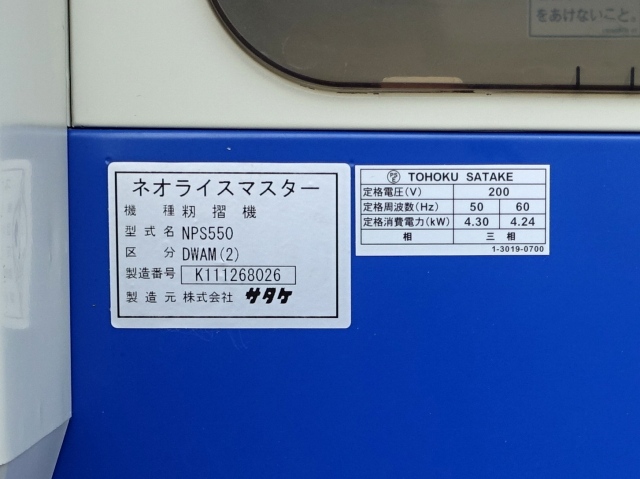 をあけないこと。
ネオライスマスター
機 種 籾 摺 機
型 式 名 NPS550
区 分 DWAM(2)
製造番号 K111268026
製 造 元 株式会社 サタケ
TOHOKU SATAKE
定格電圧(V) 200
定格周波数(Hz) 50 60
定格消費電力(kW) 4.30 4.24
相 三 相
1-3019-0700